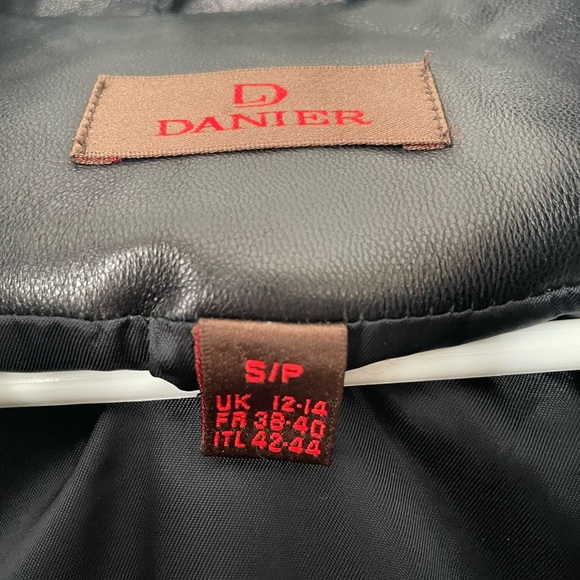 D
DANIER
S/P
UK 12-14
FR 38-40
ITL 42-44